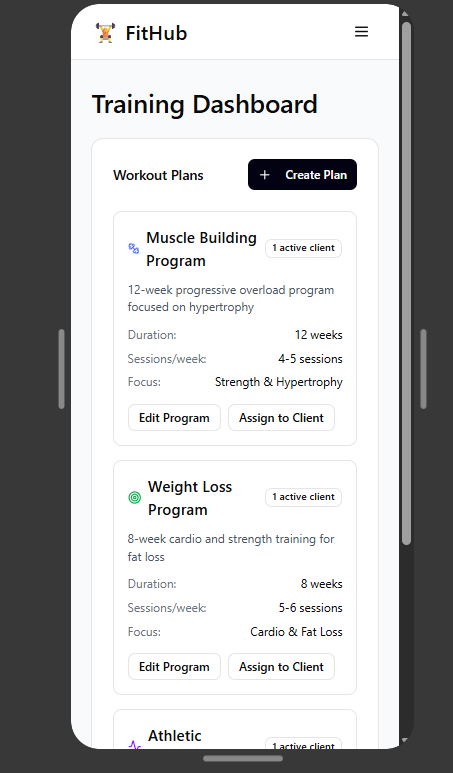 FitHub
Training Dashboard
Workout Plans
Create Plan
Muscle Building
Program
1 active client
12-week progressive overload program
focused on hypertrophy
Duration: 12 weeks
Sessions/week: 4-5 sessions
Focus: Strength & Hypertrophy
Edit Program Assign to Client
Weight Loss
Program
1 active client
8-week cardio and strength training for
fat loss
Duration: 8 weeks
Sessions/week: 5-6 sessions
Focus: Cardio & Fat Loss
Edit Program Assign to Client
Athletic
1 active client